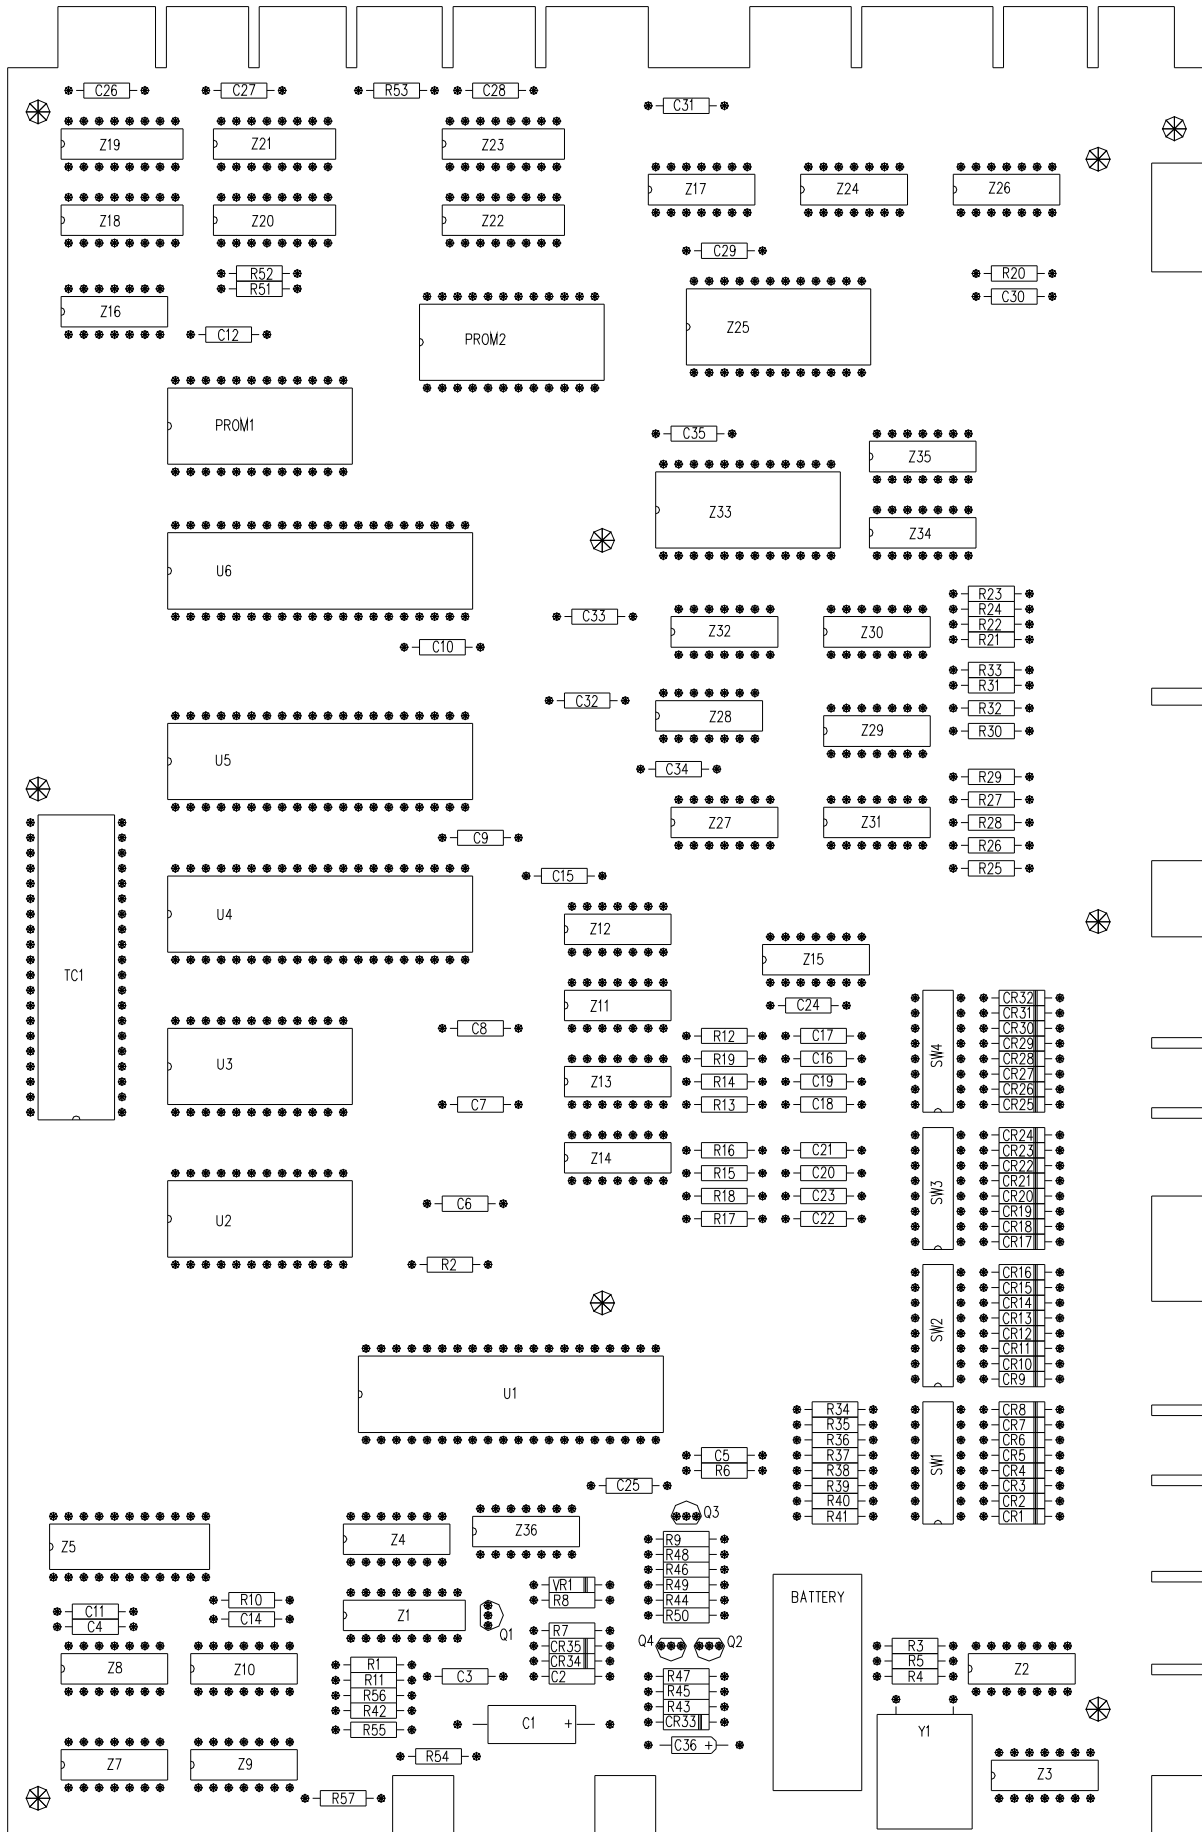 C26 C27 R53 C28
C31
Z19 Z21 Z23
Z17 Z24 Z26
Z18 Z20 Z22
C29
R52 R20
R51
C30
Z16
C12
PROM2 Z25
PROM1
C35
Z35
Z33
Z34
U6
R23
R24
C33
R22
Z32 Z30
R21
C10
R33
R31
C32
R32
Z28
Z29 R30
U5
C34
R29
R27
Z27 Z31 R28
C9
R26
R25
C15
U4
Z12
Z15
TC1
CR32
Z11 C24
CR31
C8 R12 C17 CR30
CR29
SW4
R19 C16 CR28
U3
CR27
Z13 R14 C19
CR26
C7 R13 C18 CR25
CR24
R16 C21 CR23
Z14
CR22
R15 C20
CR21
SW3
C6 R18 C23 CR20
CR19
U2 R17 C22
CR18
CR17
R2
CR16
CR15
CR14
CR13
SW2
CR12
CR11
CR10
CR9
U1
R34 CR8
R35 CR7
R36 CR6
C5 R37 CR5
SW1
R6 R38 CR4
C25 R39 CR3
R40 CR2
Q3
R41 CR1
Z36
Z5 Z4 R9
R48
R46
VR1 R49
BATTERY
R10 R8 R44
C11 Z1 R50
C14
C4
R7
Q1
Q4 Q2
CR35 R3
CR34 R5
Z8 Z10 R1 Z2
R11 C3 C2 R47 R4
R56 R45
R42 R43
C1 + CR33
R55 Y1
C36 +
R54
Z7 Z9 Z3
R57